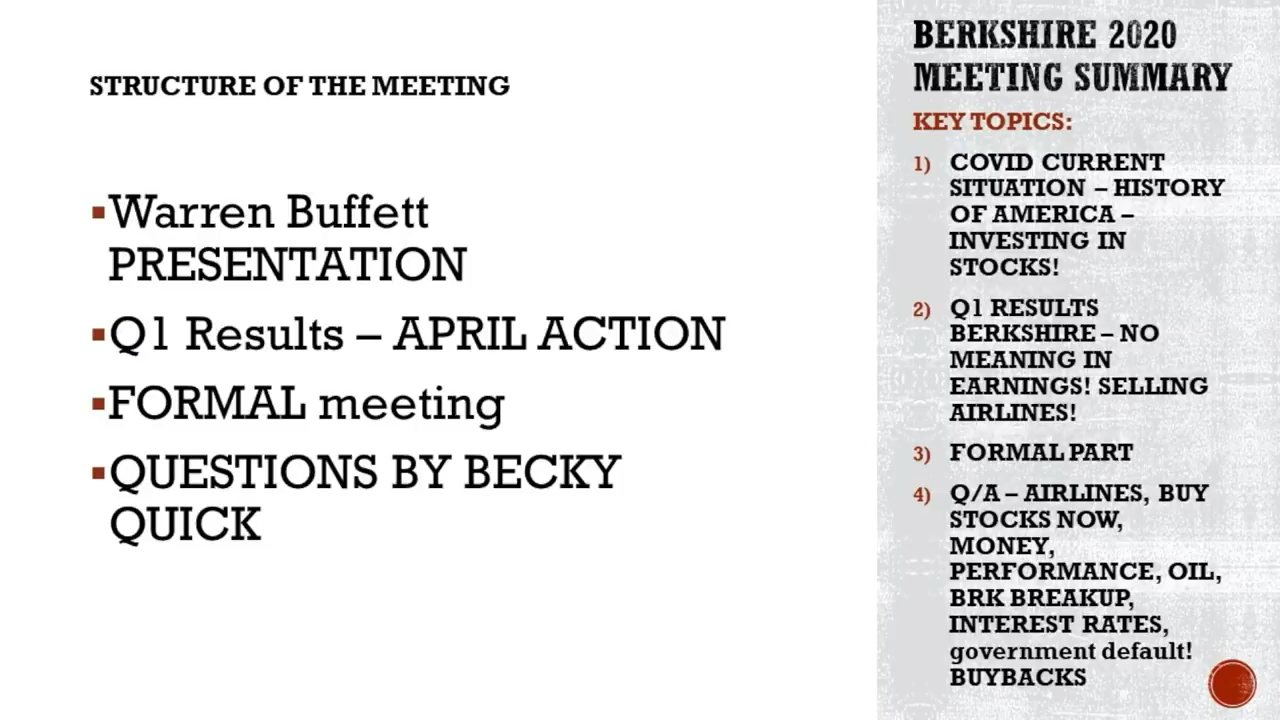 STRUCTURE OF THE MEETING
▪Warren Buffett
PRESENTATION
▪Q1 Results – APRIL ACTION
▪FORMAL meeting
▪QUESTIONS BY BECKY
QUICK
BERKSHIRE 2020
MEETING SUMMARY
KEY TOPICS:
1) COVID CURRENT
SITUATION – HISTORY
OF AMERICA –
INVESTING IN
STOCKS!
2) Q1 RESULTS
BERKSHIRE – NO
MEANING IN
EARNINGS! SELLING
AIRLINES!
3) FORMAL PART
4) Q/A – AIRLINES, BUY
STOCKS NOW,
MONEY,
PERFORMANCE, OIL,
BRK BREAKUP,
INTEREST RATES,
government default!
BUYBACKS